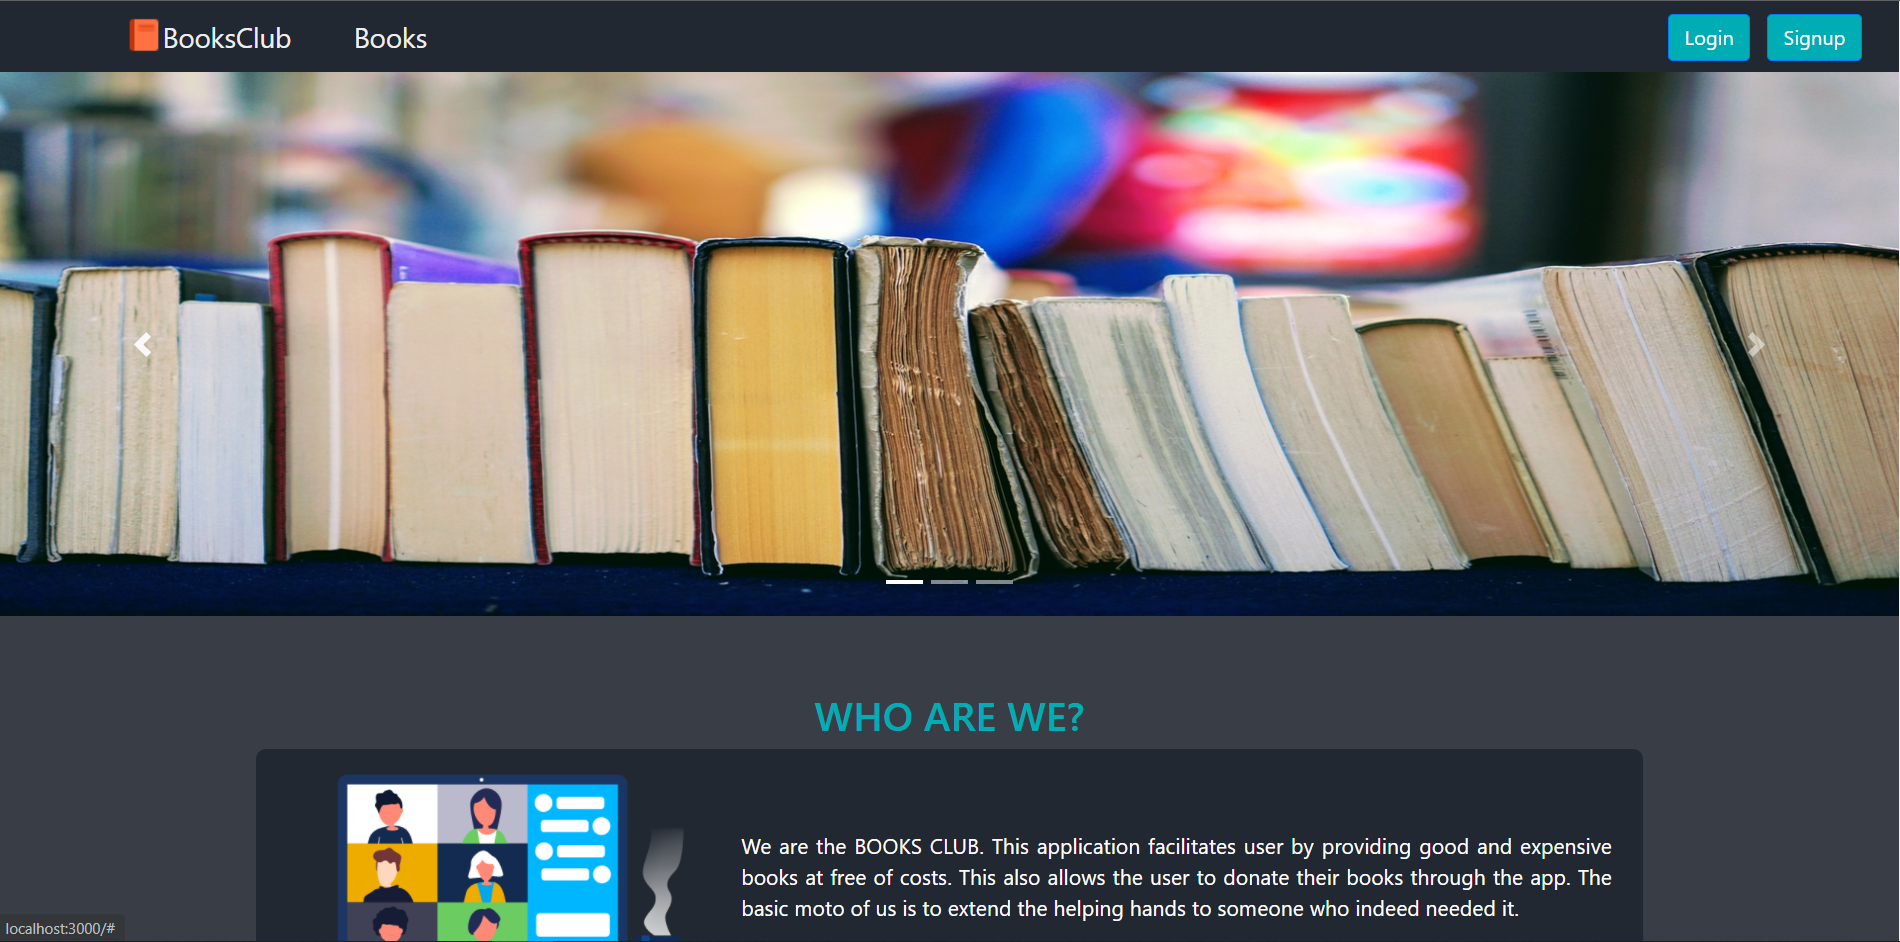 BooksClub Books Login Signup
WHO ARE WE?
We are the BOOKS CLUB. This application facilitates user by providing good and expensive
books at free of costs. This also allows the user to donate their books through the app. The
basic moto of us is to extend the helping hands to someone who indeed needed it.
localhost:3000/#